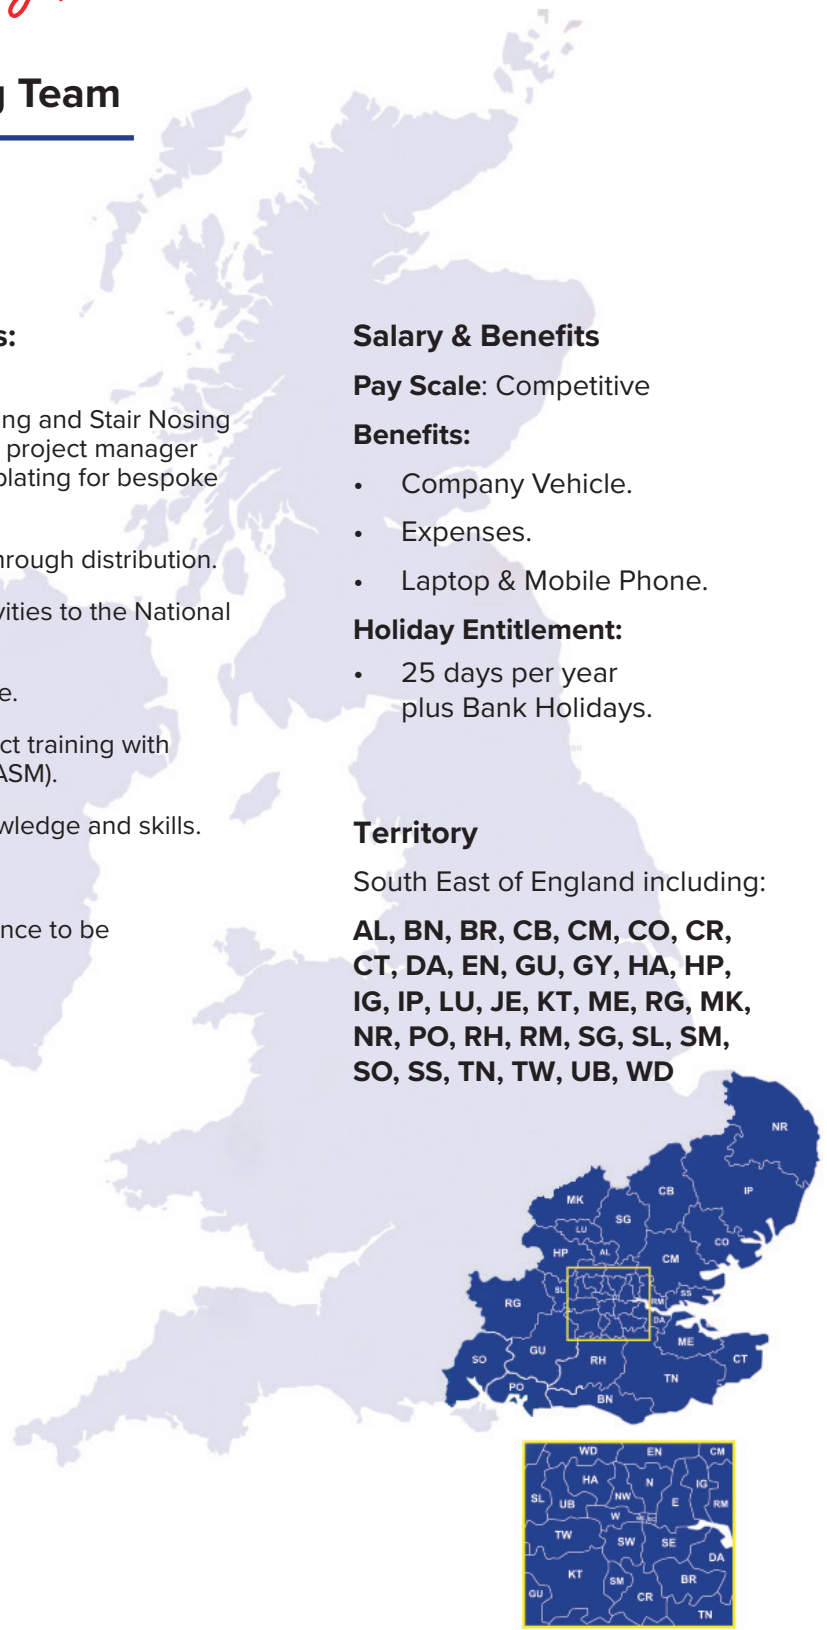 g Team
s:
ng and Stair Nosing
project manager
plating for bespoke
hrough distribution.
vities to the National
e.
ct training with
ASM).
wledge and skills.
nce to be
Salary & Benefits
Pay Scale: Competitive
Benefits:
• Company Vehicle.
• Expenses.
• Laptop & Mobile Phone.
Holiday Entitlement:
• 25 days per year
plus Bank Holidays.
Territory
South East of England including:
AL, BN, BR, CB, CM, CO, CR,
CT, DA, EN, GU, GY, HA, HP,
IG, IP, LU, JE, KT, ME, RG, MK,
NR, PO, RH, RM, SG, SL, SM,
SO, SS, TN, TW, UB, WD
NR
MK
CB
IP
SG
LU
CO
HP
AL
CM
SL
SS
RG
RM
DA
ME
GU
RH
CT
SO
TN
PO
BN
WD EN CM
HA N IG
SL UB NW E RM
W
TW SW SE
DA
KT SM BR
GU CR
TN